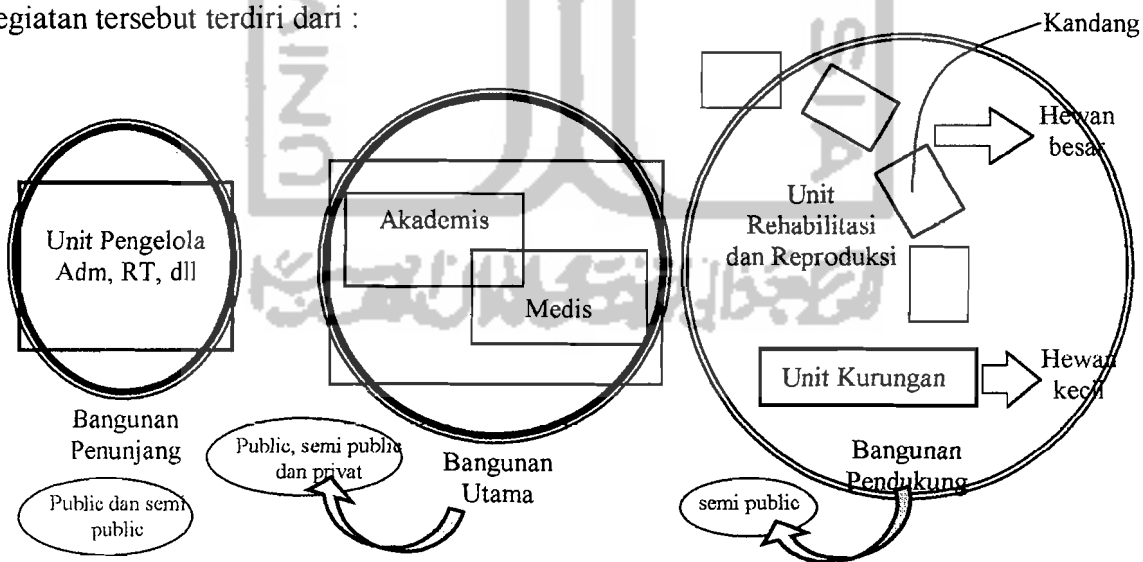 egiatan tersebut terdiri dari :
Kandang
Hewan
besar
Unit
Rehabilitasi
dan Reproduksi
Akademis
Unit Pengelola
Adm, RT, dll
Medis
Unit Kurungan
Hewan
kecil
Bangunan
Penunjang
Public, semi public
dan privat
Bangunan
Utama
Bangunan
Pendukung
Public dan semi
public
semi public